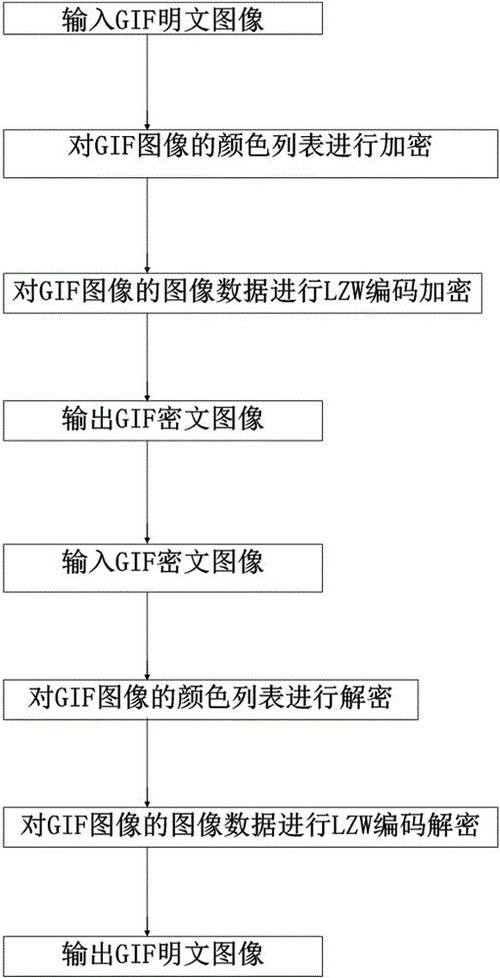 输入GIF明文图像
对GIF图像的颜色列表进行加密
对GIF图像的图像数据进行LZW编码加密
输出GIF密文图像
输入GIF密文图像
对GIF图像的颜色列表进行解密
对GIF图像的图像数据进行LZW编码解密
输出GIF明文图像